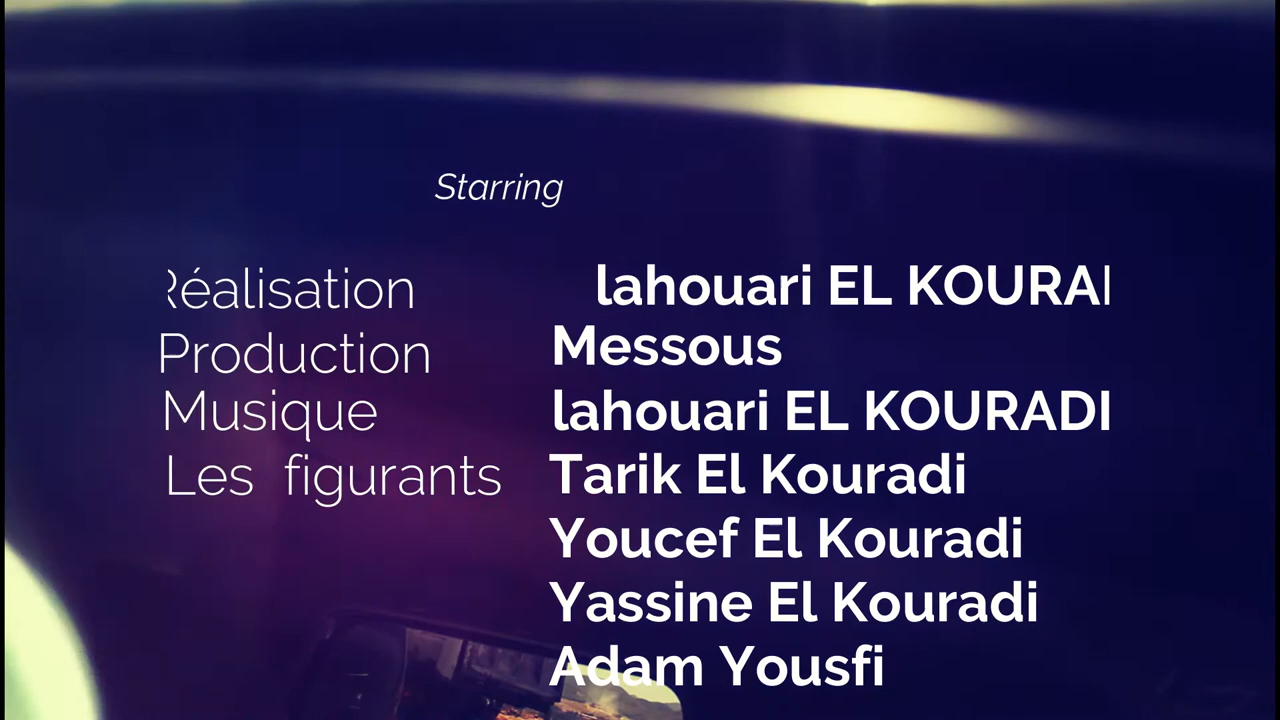 Starring
Réalisation lahouari EL KOURAI
Production Messous
Musique lahouari EL KOURADI
Les figurants Tarik El Kouradi
Youcef El Kouradi
Yassine El Kouradi
Adam Yousfi